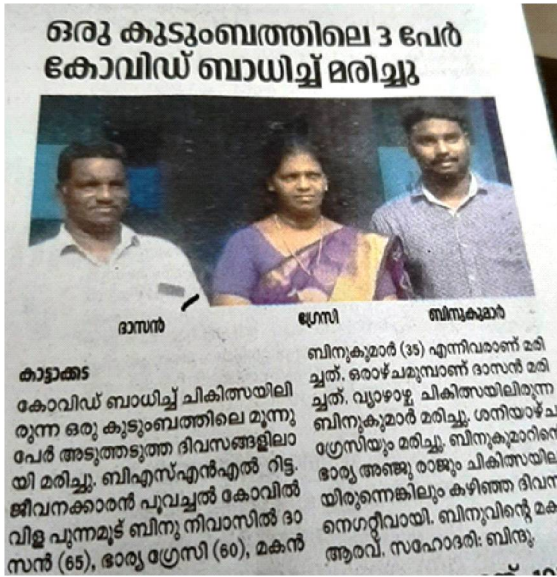 ഒരു കുടുംബത്തിലെ 3 പേർ
കോവിഡ് ബാധിച്ച് മരിച്ചു
ദാസൻ
ഗ്രേസി
ബിനുകുമാർ
കാട്ടാക്കട
കോവിഡ് ബാധിച്ച് ചികിത്സയിലി
രുന്ന ഒരു കുടുംബത്തിലെ മൂന്നു
പേർ അടുത്തടുത്ത ദിവസങ്ങളിലാ
യി മരിച്ചു. ബിഎസ്എൻഎൽ റിട്ട.
ജീവനക്കാരൻ പൂവച്ചൽ കോവിൽ
വിള പുന്നമൂട് ബിനു നിവാസിൽ ദാ
സൻ (65), ഭാര്യ ഗ്രേസി (60), മകൻ
ബിനുകുമാർ (35) എന്നിവരാണ് മരി
ച്ചത്. ഒരാഴ്ചമുമ്പാണ് ദാസൻ മരി
ച്ചത്. വ്യാഴാഴ്ച ചികിത്സയിലിരുന്ന
ബിനുകുമാർ മരിച്ചു. ശനിയാഴ്ച
ഗ്രേസിയും മരിച്ചു. ബിനുകുമാറിന്റെ
ഭാര്യ അഞ്ജു രാജും ചികിത്സയില
യിരുന്നെങ്കിലും കഴിഞ്ഞ ദിവസ
നെഗറ്റീവായി. ബിനുവിന്റെ മക
ആരവ്. സഹോദരി: ബിന്ദു.